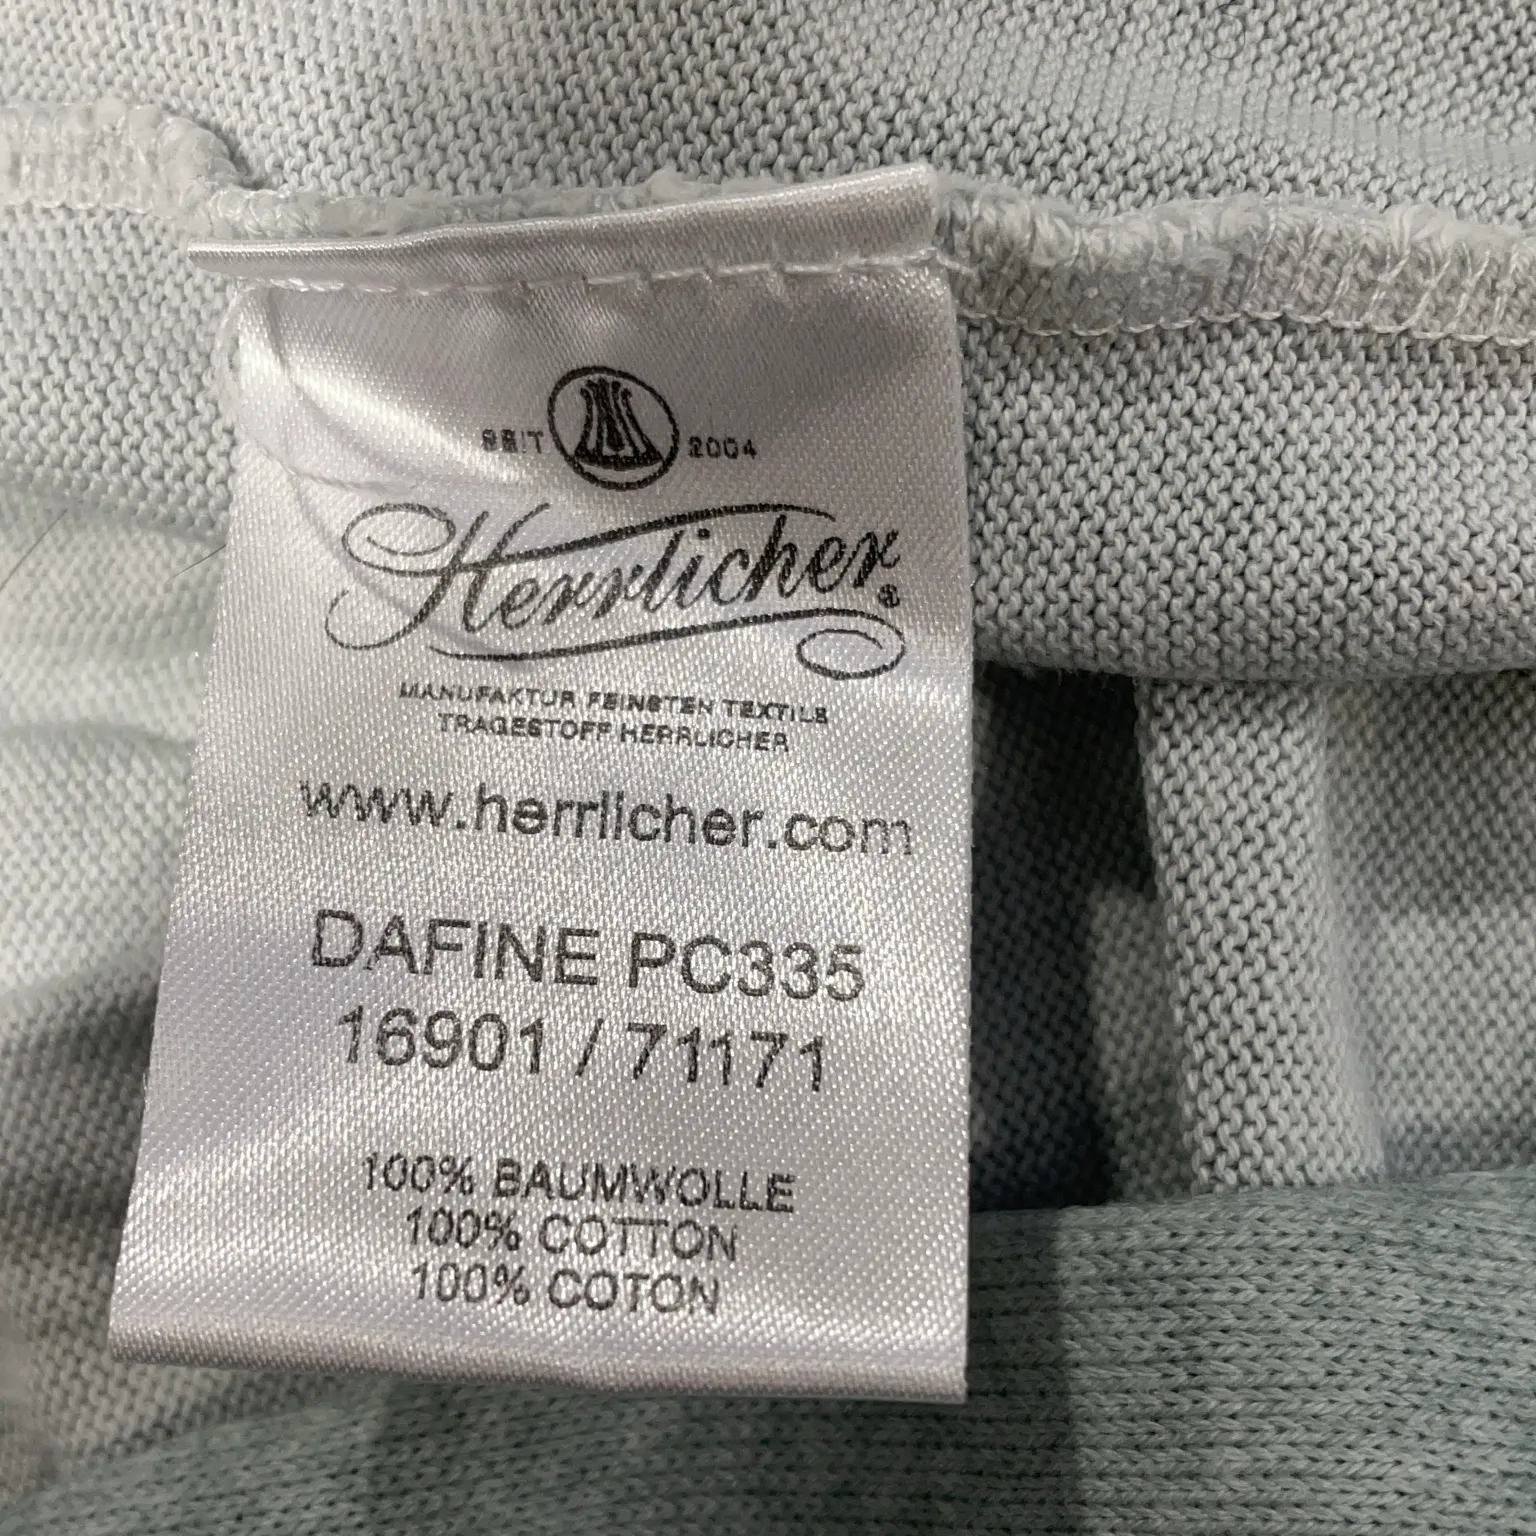 SEIT 2004
Herrlicher®
MANUFAKTUR FEINSTEN TEXTILS
TRAGESTOFF HERRLICHER
www.herrlicher.com
DAFINE PC335
16901 / 71171
100% BAUMWOLLE
100% COTTON
100% COTON